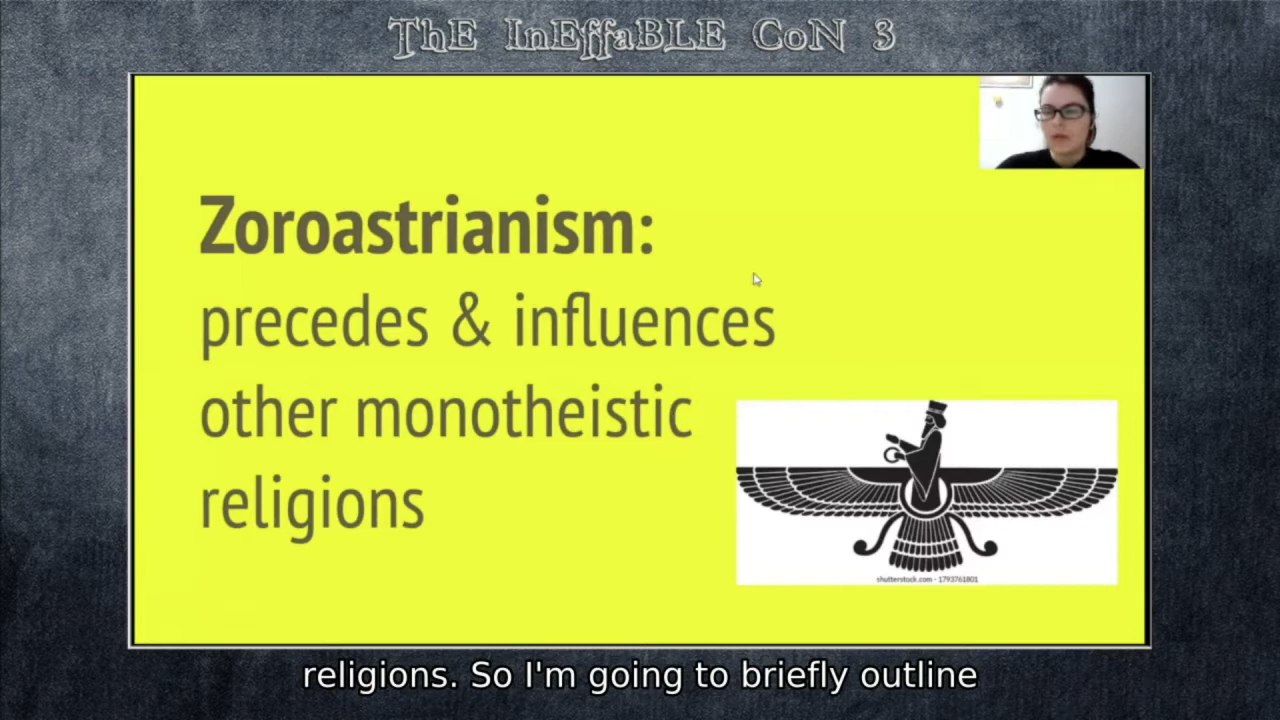 ThE InEffaBLE CoN 3
Zoroastrianism:
precedes & influences
other monotheistic
religions
shutterstock.com · 1793761801
religions. So I'm going to briefly outline